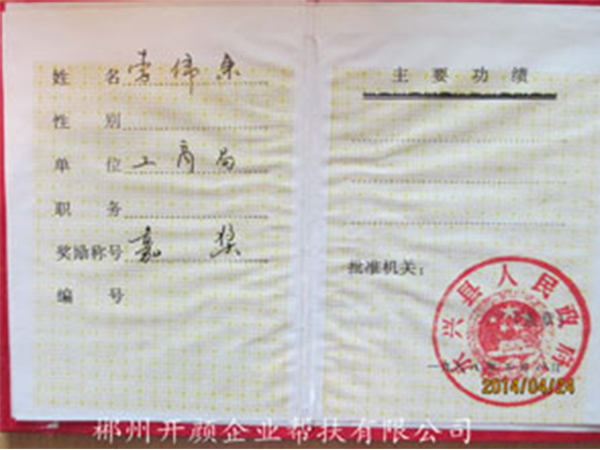 姓 名 李伟东
性 别
单 位 工商局
职 务
奖励称号 嘉 奖
编 号
主 要 功 绩
批准机关:
永兴县人民政府
2014/04/24
郴州开颜企业帮扶有限公司